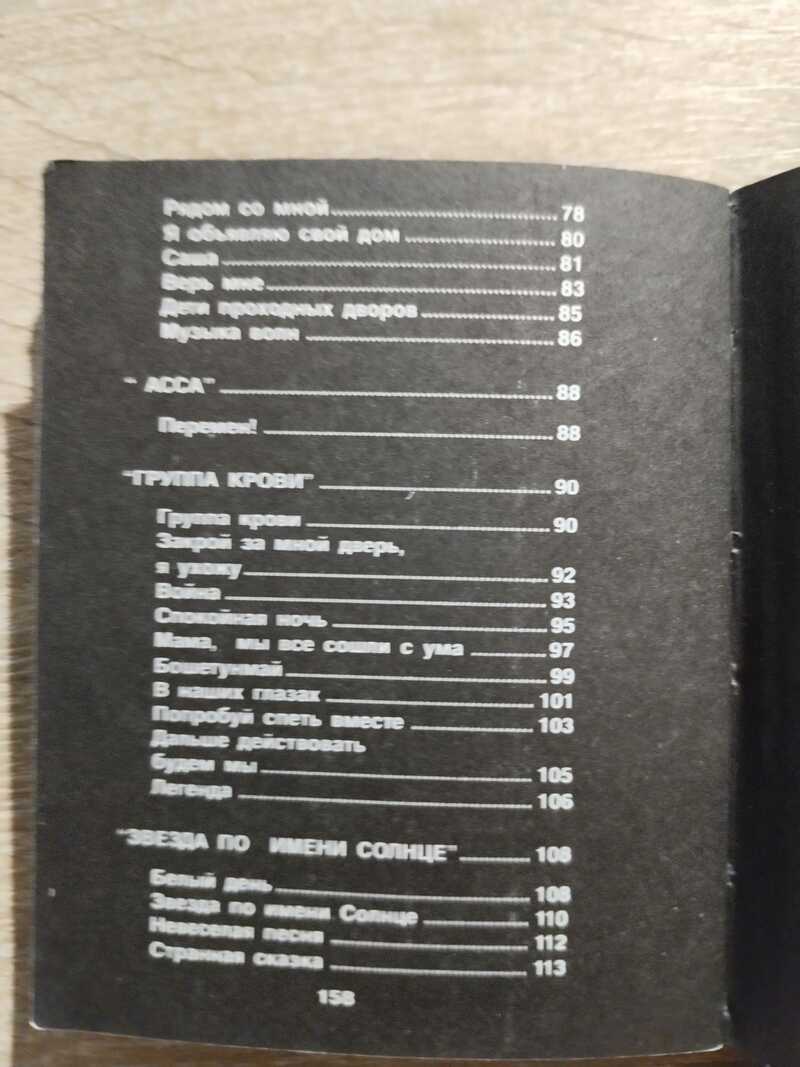 Рядом со мной 78
Я объявляю свой дом 80
Саша 81
Верь мне 83
Дети проходных дворов 85
Музыка волн 86
" АССА" 88
Перемен! 88
"ГРУППА КРОВИ" 90
Группа крови 90
Закрой за мной дверь,
я ухожу 92
Война 93
Спокойная ночь 95
Мама, мы все сошли с ума 97
Бошетунмай 99
В наших глазах 101
Попробуй спеть вместе 103
Дальше действовать
будем мы 105
Легенда 106
"ЗВЕЗДА ПО ИМЕНИ СОЛНЦЕ" 108
Белый день 108
Звезда по имени Солнце 110
Невеселая песня 112
Странная сказка 113
158